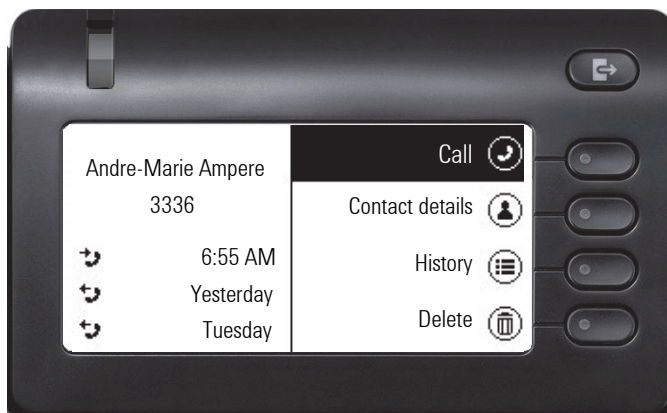 Andre-Marie Ampere
3336
6:55 AM
Yesterday
Tuesday
Call
Contact details
History
Delete